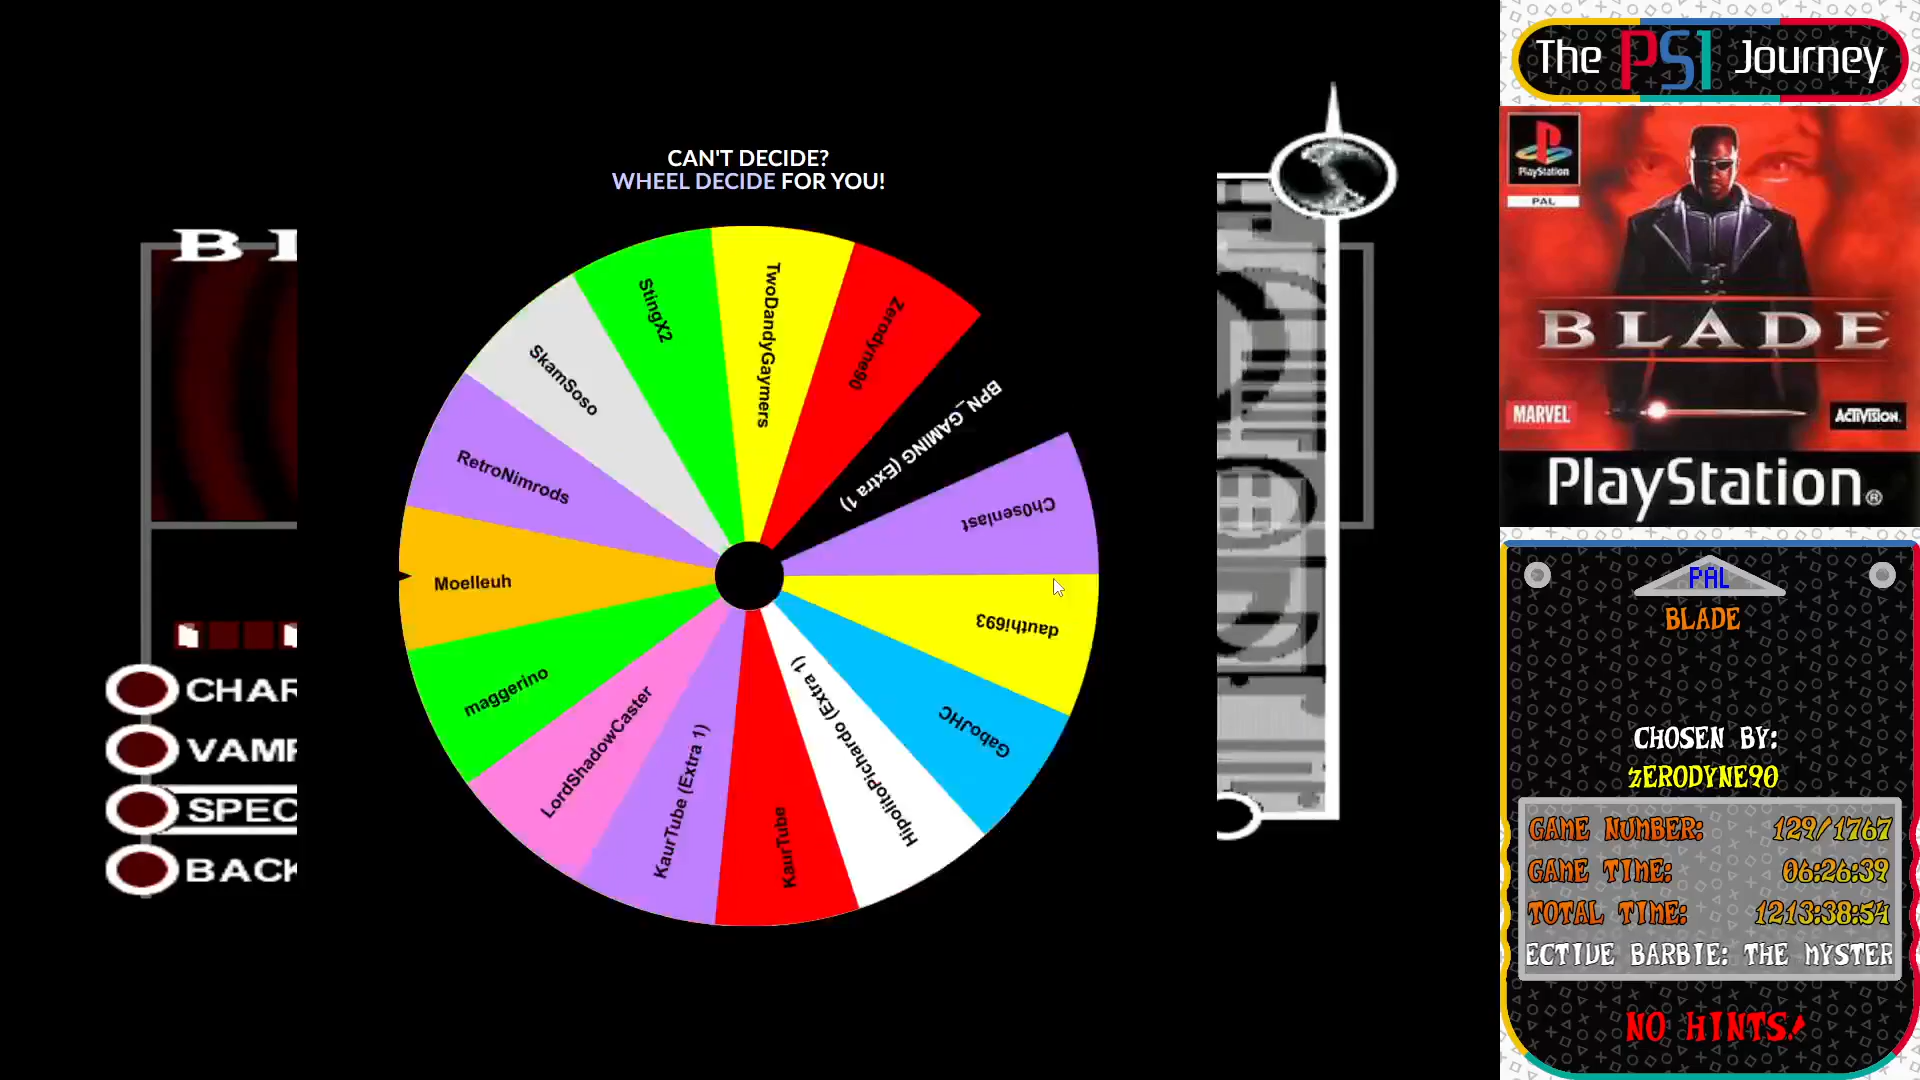 The PS1 Journey
CAN'T DECIDE?
WHEEL DECIDE FOR YOU!
StingX2
TwoDandyGaymers
Zerodyne90
SkamSoso
BPN_GAMING (Extra 1)
RetroNimrods
Ch0senlast
Moelleuh
dauthi693
maggerino
GaboJHC
LordShadowCaster
HipolitoPichardo (Extra 1)
KaurTube (Extra 1)
KaurTube
BL
CHAR
VAMP
SPEC
BACK
PlayStation
PAL
BLADE
MARVEL
ACTIVISION.
PlayStation®
PAL
BLADE
CHOSEN BY:
ZERODYNE90
GAME NUMBER: 129/1767
GAME TIME: 06:26:39
TOTAL TIME: 1213:38:54
ECTIVE BARBIE: THE MYSTER
NO HINTS!